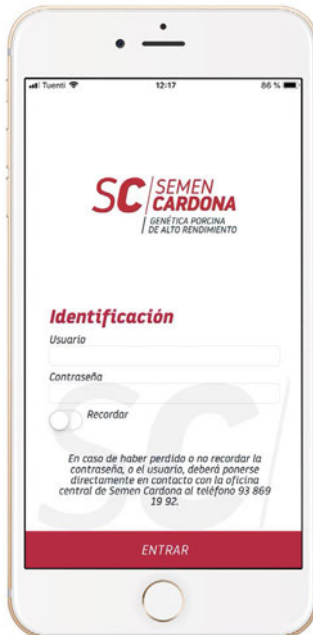 Tuenti 12:17 86 %
SC SEMEN
CARDONA
GENÉTICA PORCINA
DE ALTO RENDIMIENTO
Identificación
Usuario
Contraseña
Recordar
En caso de haber perdido o no recordar la
contraseña, o el usuario, deberá ponerse
directamente en contacto con la oficina
central de Semen Cardona al teléfono 93 869
19 92.
SC
ENTRAR